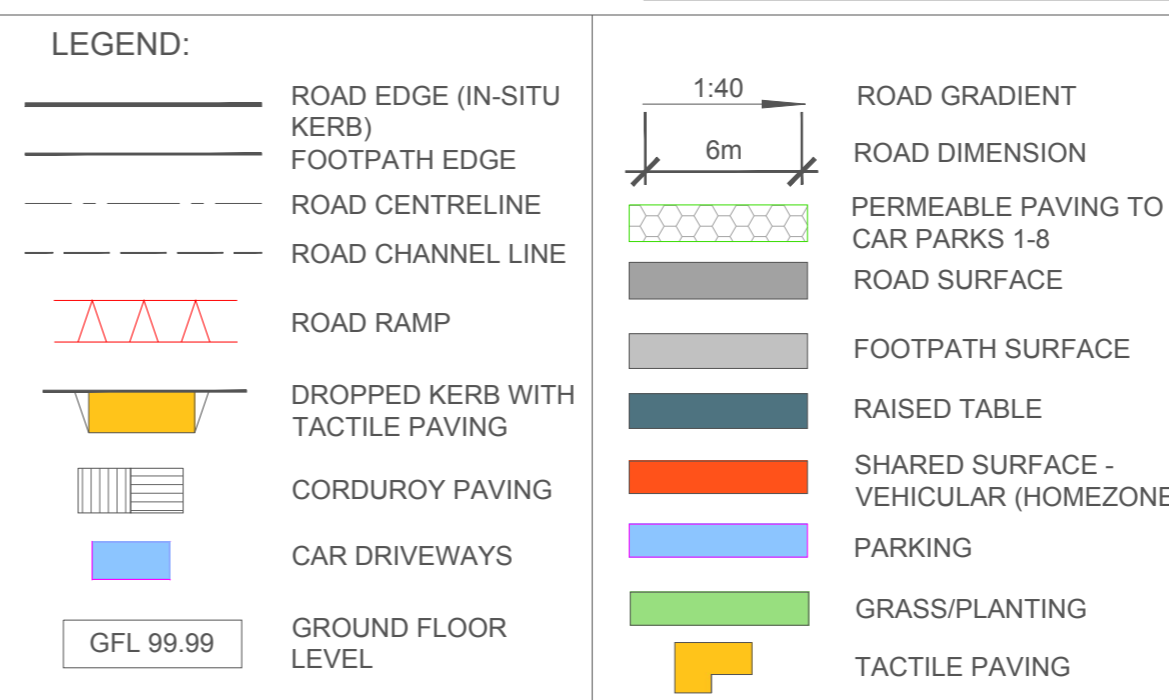 LEGEND:
ROAD EDGE (IN-SITU
KERB)
FOOTPATH EDGE
ROAD CENTRELINE
ROAD CHANNEL LINE
ROAD RAMP
DROPPED KERB WITH
TACTILE PAVING
CORDUROY PAVING
CAR DRIVEWAYS
GFL 99.99
GROUND FLOOR
LEVEL
1:40
ROAD GRADIENT
6m
ROAD DIMENSION
PERMEABLE PAVING TO
CAR PARKS 1-8
ROAD SURFACE
FOOTPATH SURFACE
RAISED TABLE
SHARED SURFACE -
VEHICULAR (HOMEZONE
PARKING
GRASS/PLANTING
TACTILE PAVING